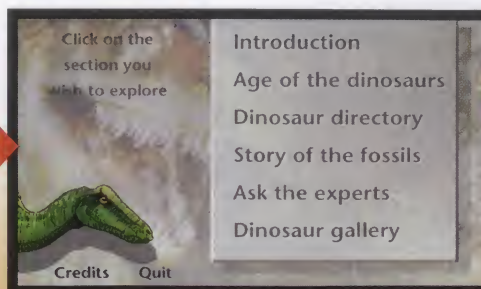 Click on the
section you
wish to explore
Introduction
Age of the dinosaurs
Dinosaur directory
Story of the fossils
Ask the experts
Dinosaur gallery
Credits Quit